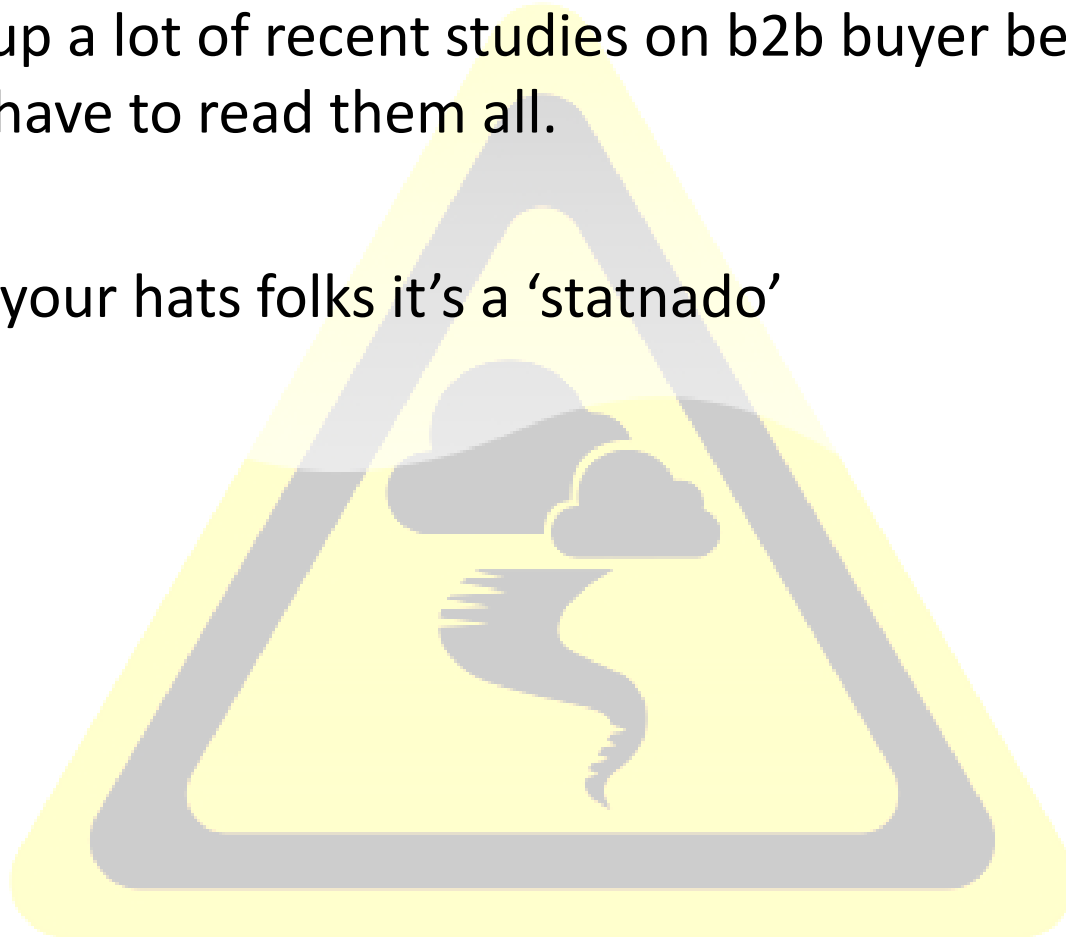 up a lot of recent studies on b2b buyer be
have to read them all.
your hats folks it’s a ‘statnado’